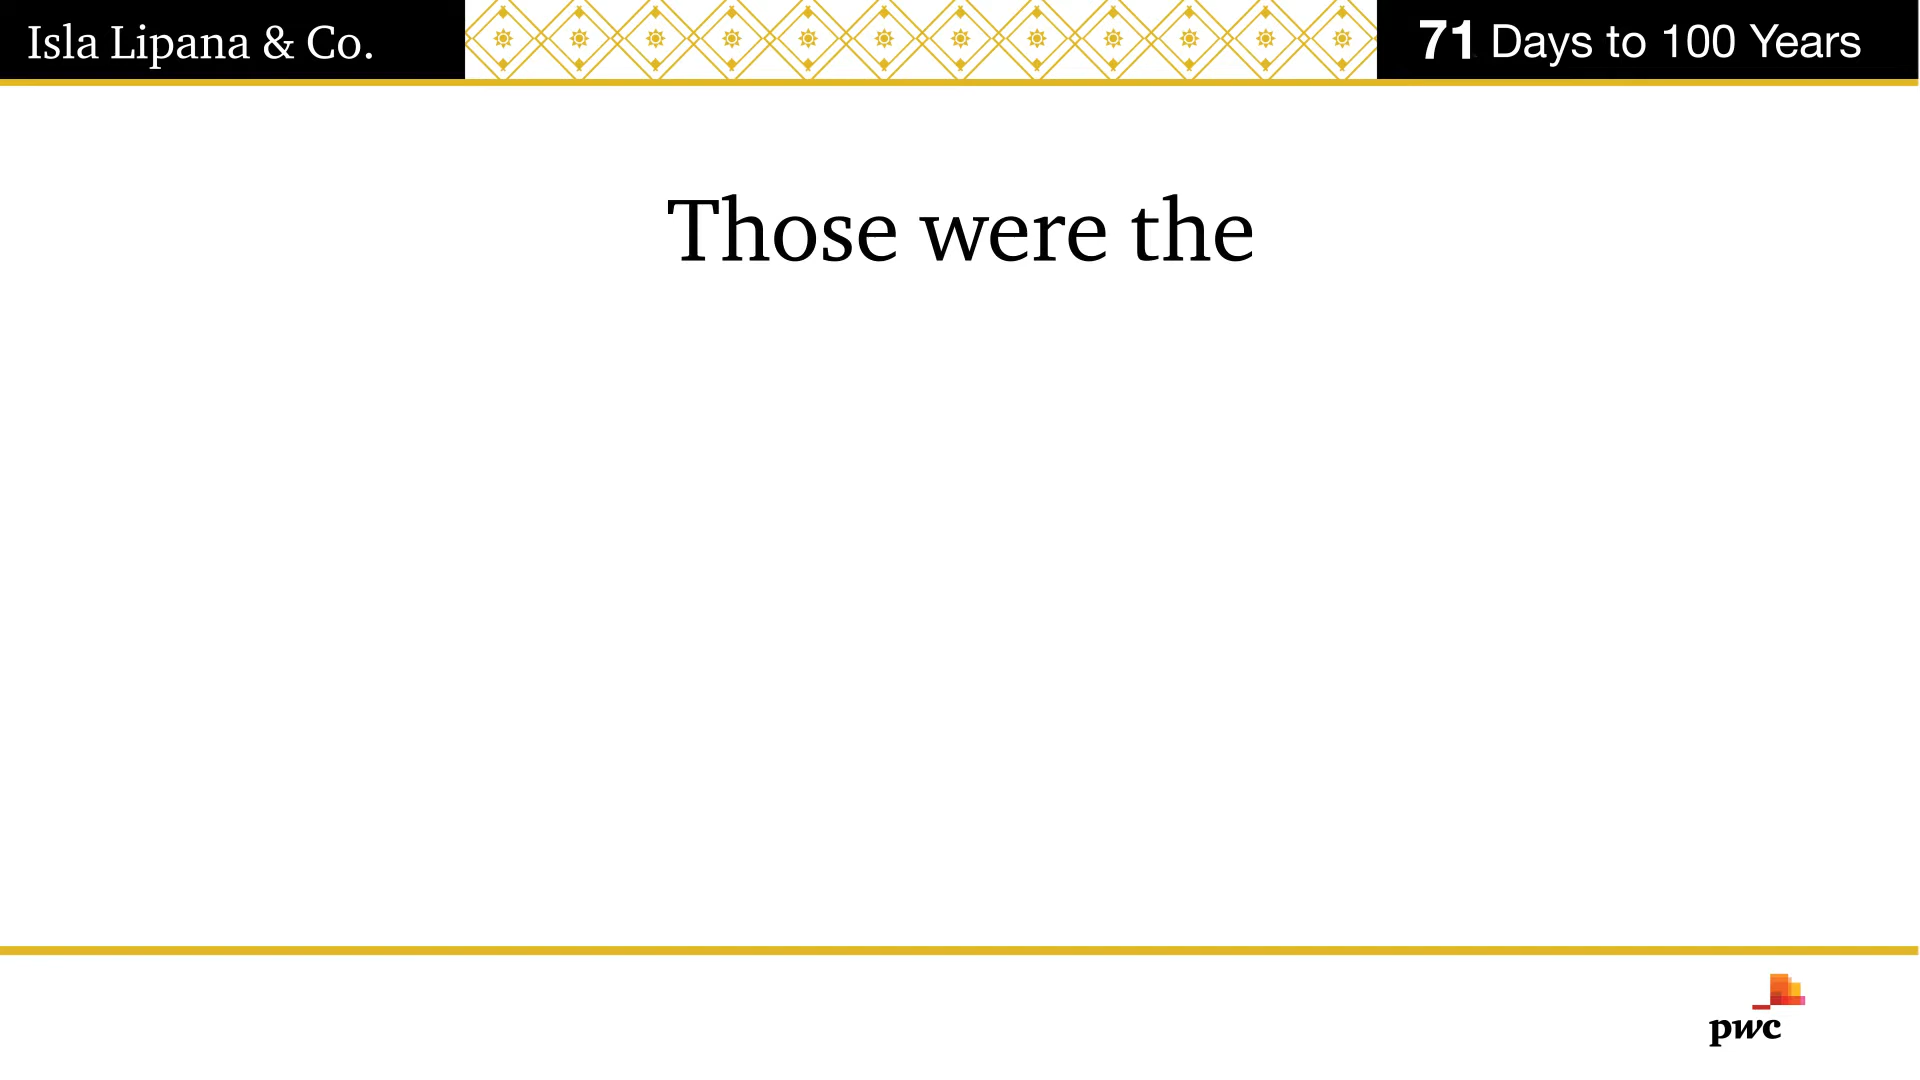 Isla Lipana & Co.
71 Days to 100 Years
Those were the
pwc